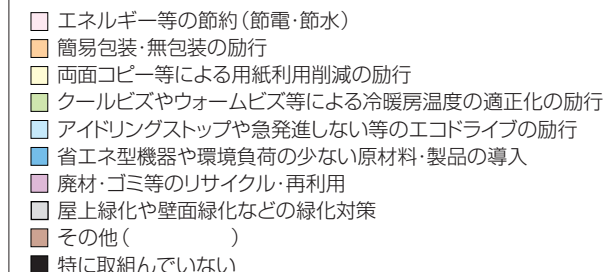 エネルギー等の節約（節電・節水）
簡易包装・無包装の励行
両面コピー等による用紙利用削減の励行
クールビズやウォームビズ等による冷暖房温度の適正化の励行
アイドリングストップや急発進しない等のエコドライブの励行
省エネ型機器や環境負荷の少ない原材料・製品の導入
廃材・ゴミ等のリサイクル・再利用
屋上緑化や壁面緑化などの緑化対策
その他（　　　　　）
特に取組んでいない